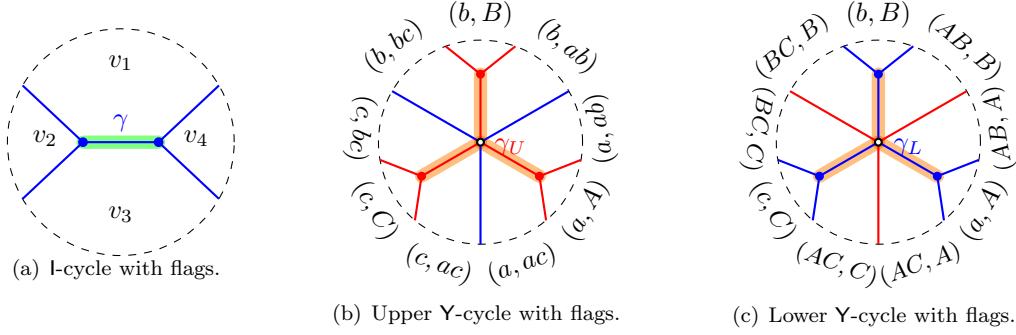 v1
γ
v2
v4
v3
(a) I-cycle with flags.
(b, B)
(b, bc)
(b, ab)
(c, bc)
(a, ab)
γU
(c, C)
(a, A)
(c, ac)
(a, ac)
(b) Upper Y-cycle with flags.
(b, B)
(BC, B)
(AB, B)
(BC, C)
(AB, A)
γL
(c, C)
(a, A)
(AC, C)
(AC, A)
(c) Lower Y-cycle with flags.